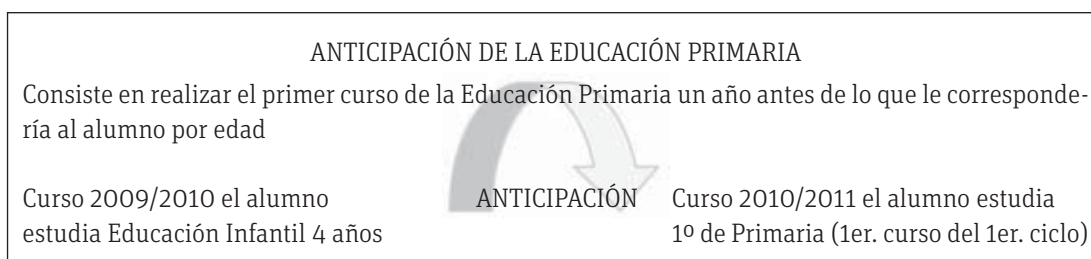 ANTICIPACIÓN DE LA EDUCACIÓN PRIMARIA
Consiste en realizar el primer curso de la Educación Primaria un año antes de lo que le corresponde-
ría al alumno por edad
Curso 2009/2010 el alumno ANTICIPACIÓN Curso 2010/2011 el alumno estudia
estudia Educación Infantil 4 años 1º de Primaria (1er. curso del 1er. ciclo)